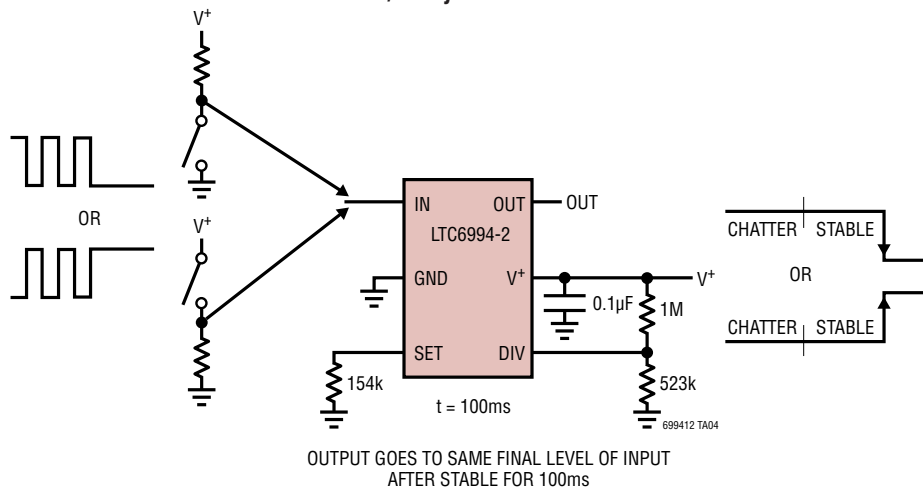 V+
OR
V+
IN
OUT
OUT
LTC6994-2
GND
V+
V+
0.1µF
1M
SET
DIV
154k
523k
t = 100ms
699412 TA04
CHATTER
STABLE
OR
CHATTER
STABLE
OUTPUT GOES TO SAME FINAL LEVEL OF INPUT
AFTER STABLE FOR 100ms